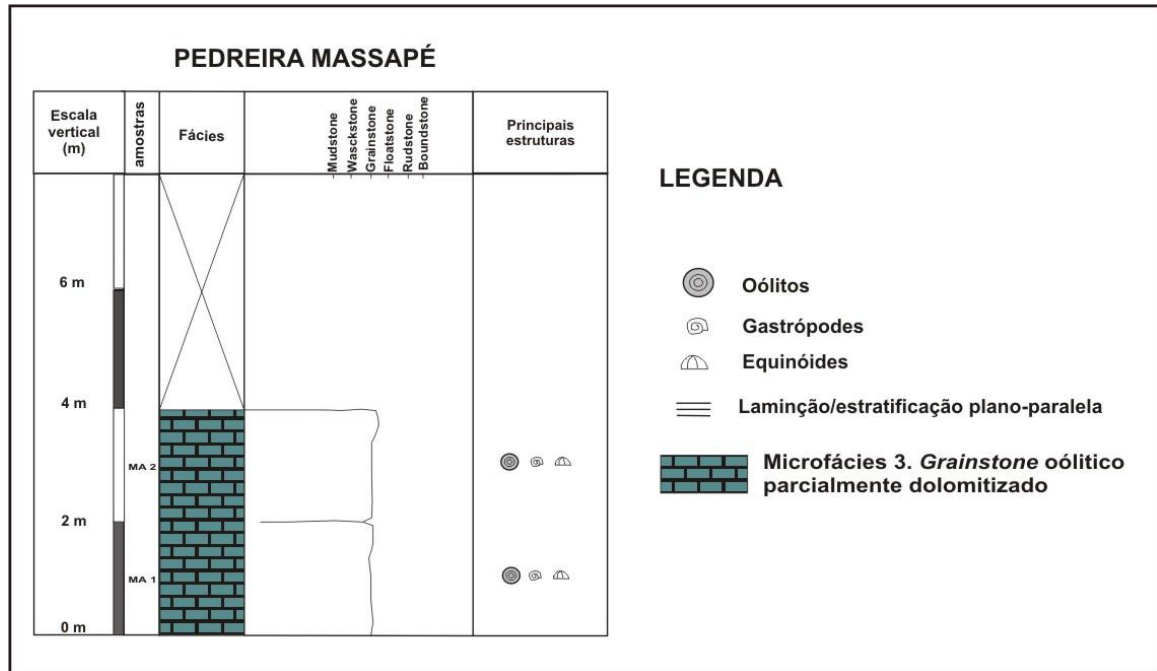 PEDREIRA MASSAPÉ
Escala
vertical
(m)
amostras
Fácies
Mudstone
Wasckstone
Grainstone
Floatstone
Rudstone
Boundstone
Principais
estruturas
6 m
4 m
MA 2
2 m
MA 1
0 m
LEGENDA
Oólitos
Gastrópodes
Equinóides
Laminção/estratificação plano-paralela
Microfácies 3. Grainstone oólitico
parcialmente dolomitizado